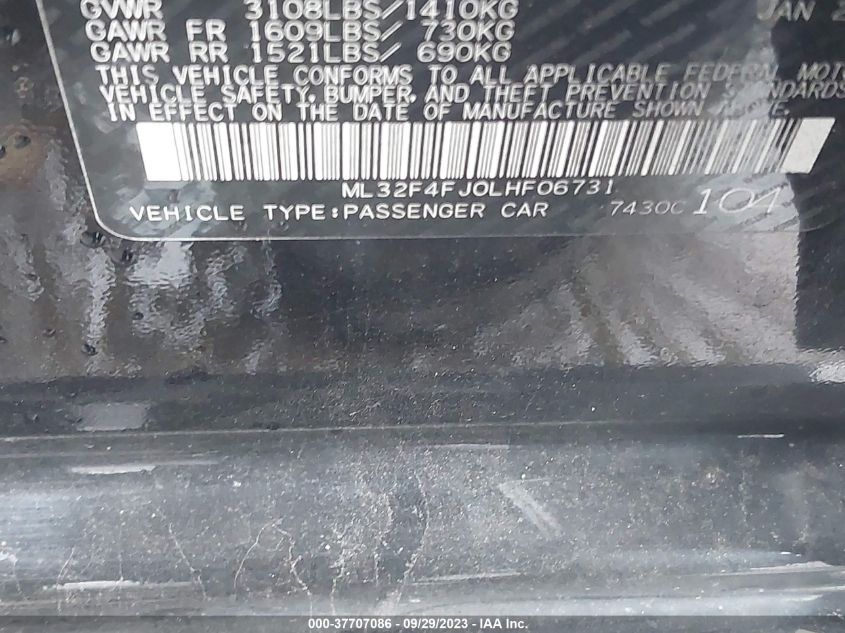 GVWR 3108LBS/1410KG JAN
GAWR FR 1609LBS/ 730KG
GAWR RR 1521LBS/ 690KG
THIS VEHICLE CONFORMS TO ALL APPLICABLE FEDERAL MOTO
VEHICLE SAFETY, BUMPER, AND THEFT PREVENTION STANDARDS
IN EFFECT ON THE DATE OF MANUFACTURE SHOWN ABOVE.
ML32F4FJ0LHF06731
VEHICLE TYPE:PASSENGER CAR 7430C 104
000-37707086 - 09/29/2023 - IAA Inc.